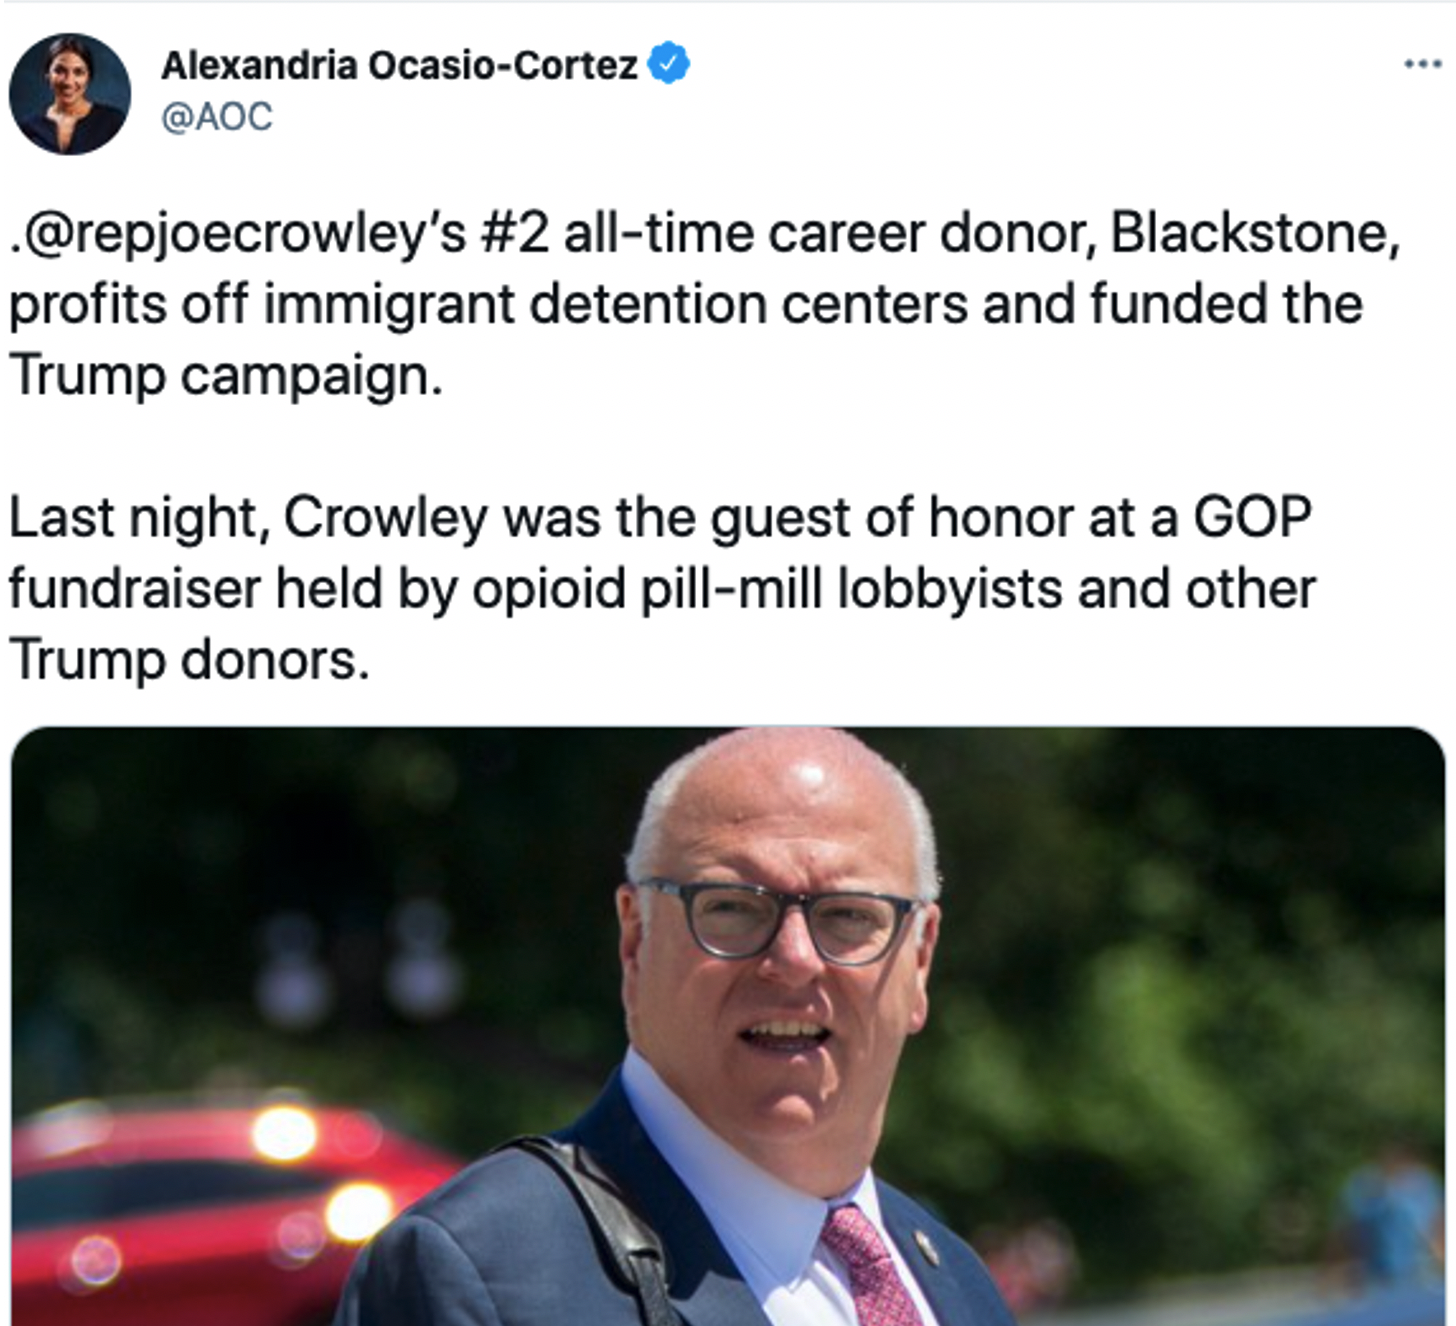 Alexandria Ocasio-Cortez
@AOC
.@repjoecrowley’s #2 all-time career donor, Blackstone,
profits off immigrant detention centers and funded the
Trump campaign.
Last night, Crowley was the guest of honor at a GOP
fundraiser held by opioid pill-mill lobbyists and other
Trump donors.